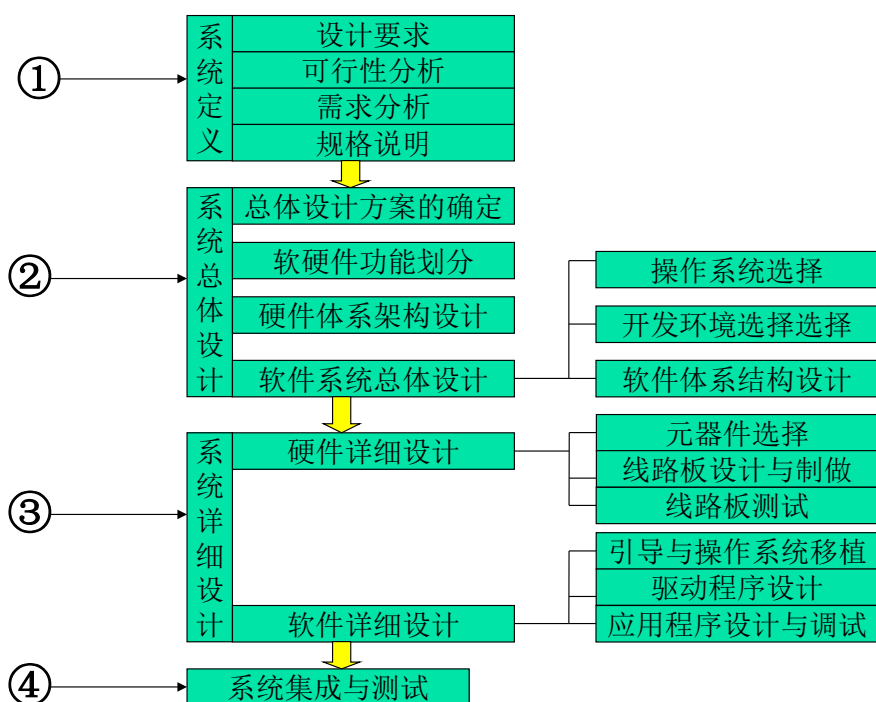 ①
系统定义
设计要求
可行性分析
需求分析
规格说明
②
系统总体设计
总体设计方案的确定
软硬件功能划分
硬件体系架构设计
软件系统总体设计
操作系统选择
开发环境选择选择
软件体系结构设计
③
系统详细设计
硬件详细设计
元器件选择
线路板设计与制做
线路板测试
软件详细设计
引导与操作系统移植
驱动程序设计
应用程序设计与调试
④
系统集成与测试